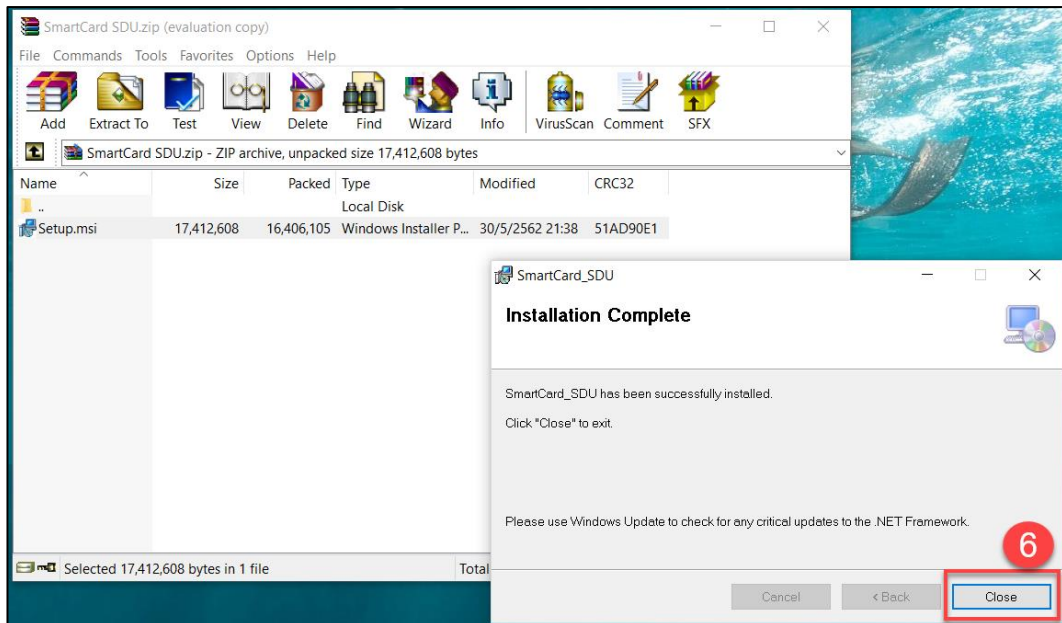 SmartCard SDU.zip (evaluation copy)
File Commands Tools Favorites Options Help
Add Extract To Test View Delete Find Wizard Info VirusScan Comment SFX
SmartCard SDU.zip - ZIP archive, unpacked size 17,412,608 bytes
Name Size Packed Type Modified CRC32
.. Local Disk
Setup.msi 17,412,608 16,406,105 Windows Installer P... 30/5/2562 21:38 51AD90E1
SmartCard_SDU
Installation Complete
SmartCard_SDU has been successfully installed.
Click "Close" to exit.
Please use Windows Update to check for any critical updates to the .NET Framework.
6
Selected 17,412,608 bytes in 1 file Total
Cancel < Back Close